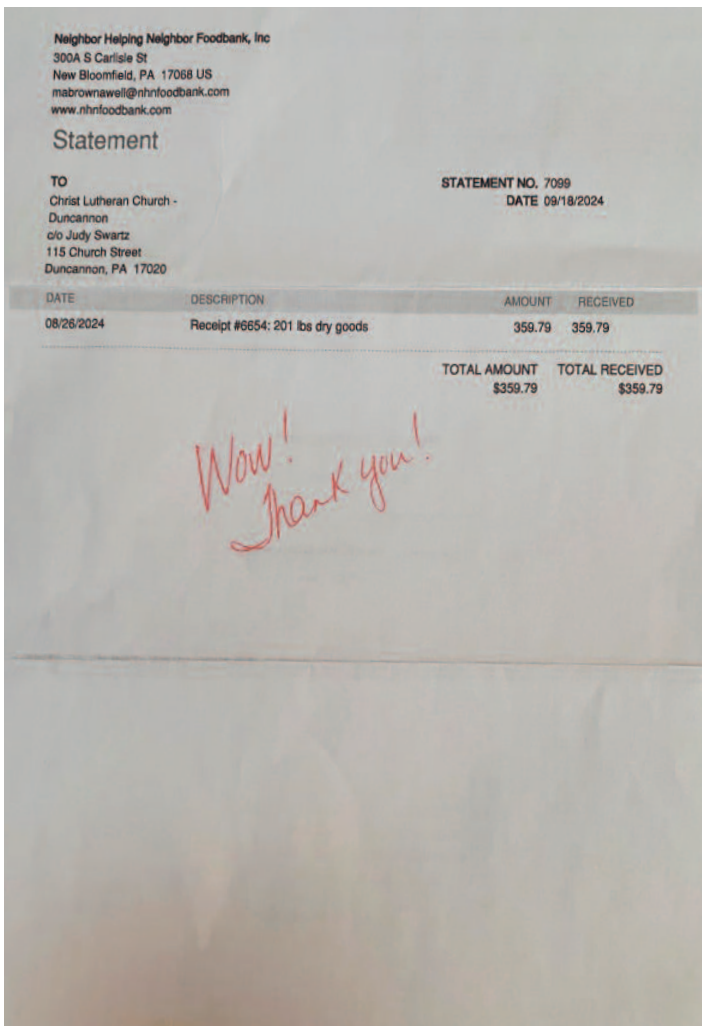 Neighbor Helping Neighbor Foodbank, Inc
300A S Carlisle St
New Bloomfield, PA 17068 US
mabrownawell@nhnfoodbank.com
www.nhnfoodbank.com
Statement
TO
Christ Lutheran Church -
Duncannon
c/o Judy Swartz
115 Church Street
Duncannon, PA 17020
STATEMENT NO. 7099
DATE 09/18/2024
DATE DESCRIPTION AMOUNT RECEIVED
08/26/2024 Receipt #6654: 201 lbs dry goods 359.79 359.79
TOTAL AMOUNT TOTAL RECEIVED
$359.79 $359.79
Wow!
Thank you!